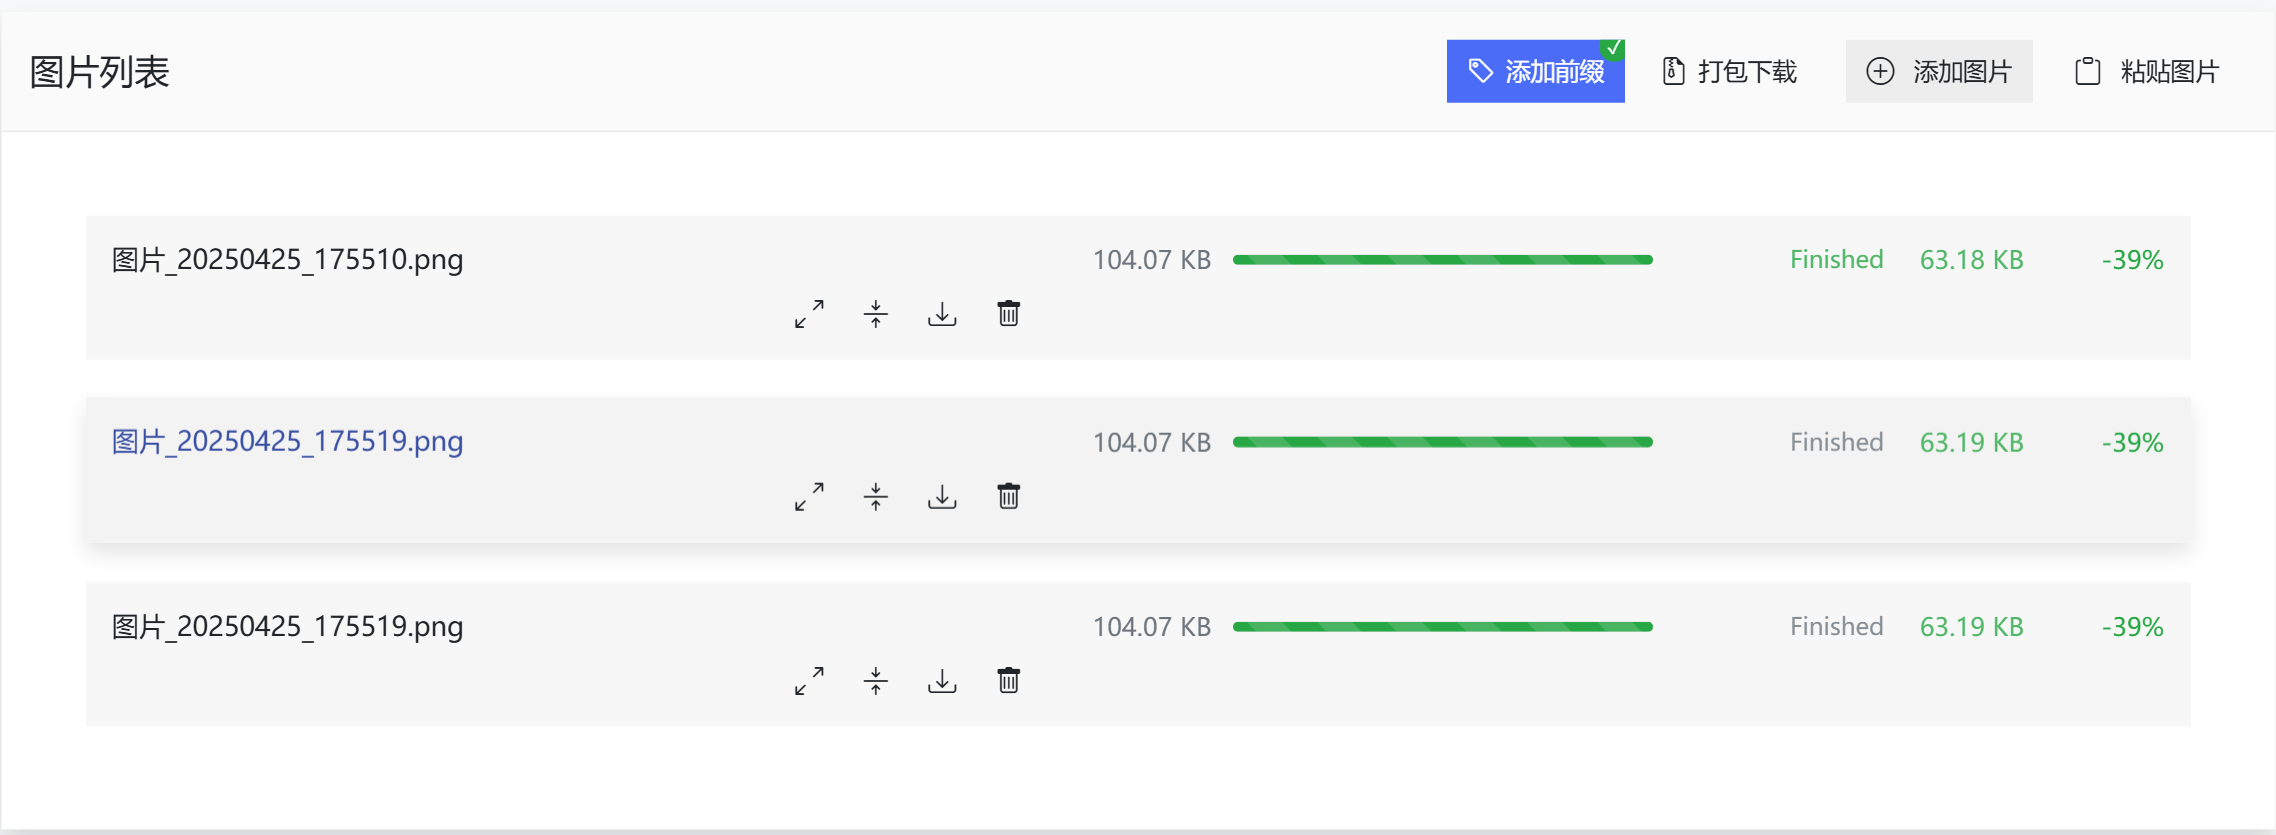 图片列表
添加前缀 打包下载 添加图片 粘贴图片
图片_20250425_175510.png 104.07 KB Finished 63.18 KB -39%
图片_20250425_175519.png 104.07 KB Finished 63.19 KB -39%
图片_20250425_175519.png 104.07 KB Finished 63.19 KB -39%